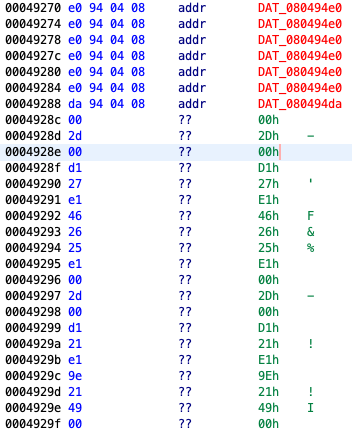 00049270 e0 94 04 08 addr DAT_080494e0
00049274 e0 94 04 08 addr DAT_080494e0
00049278 e0 94 04 08 addr DAT_080494e0
0004927c e0 94 04 08 addr DAT_080494e0
00049280 e0 94 04 08 addr DAT_080494e0
00049284 e0 94 04 08 addr DAT_080494e0
00049288 da 94 04 08 addr DAT_080494da
0004928c 00 ?? 00h
0004928d 2d ?? 2Dh -
0004928e 00 ?? 00h
0004928f d1 ?? D1h
00049290 27 ?? 27h '
00049291 e1 ?? E1h
00049292 46 ?? 46h F
00049293 26 ?? 26h &
00049294 25 ?? 25h %
00049295 e1 ?? E1h
00049296 00 ?? 00h
00049297 2d ?? 2Dh -
00049298 00 ?? 00h
00049299 d1 ?? D1h
0004929a 21 ?? 21h !
0004929b e1 ?? E1h
0004929c 9e ?? 9Eh
0004929d 21 ?? 21h !
0004929e 49 ?? 49h I
0004929f 00 ?? 00h